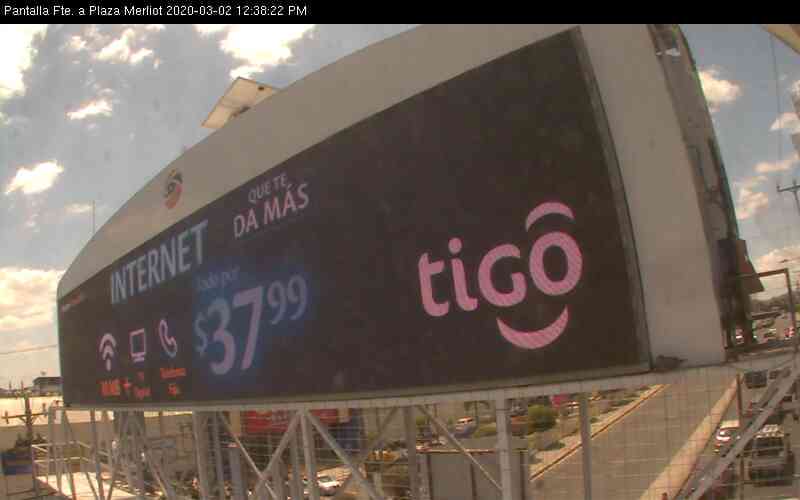 Pantalla Fte. a Plaza Merliot 2020-03-02 12:38:22 PM
INTERNET
QUE TE
DA MÁS
Todo por
$37.99
tigo
+
TV
Digital
Telefonía
Fija